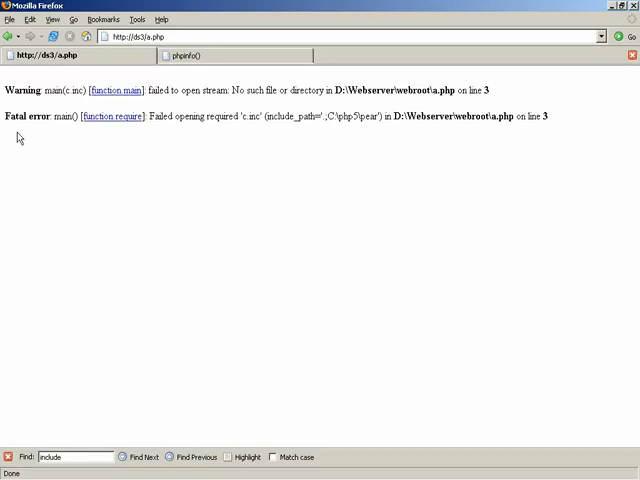 Mozilla Firefox
File Edit View Go Bookmarks Tools Help
http://ds3/a.php Go
http://ds3/a.php phpinfo()
Warning: main(c.inc) [function.main]: failed to open stream: No such file or directory in D:\Webserver\webroot\a.php on line 3
Fatal error: main() [function.require]: Failed opening required 'c.inc' (include_path='.;C:\php5\pear') in D:\Webserver\webroot\a.php on line 3
Find: include Find Next Find Previous Highlight Match case
Done